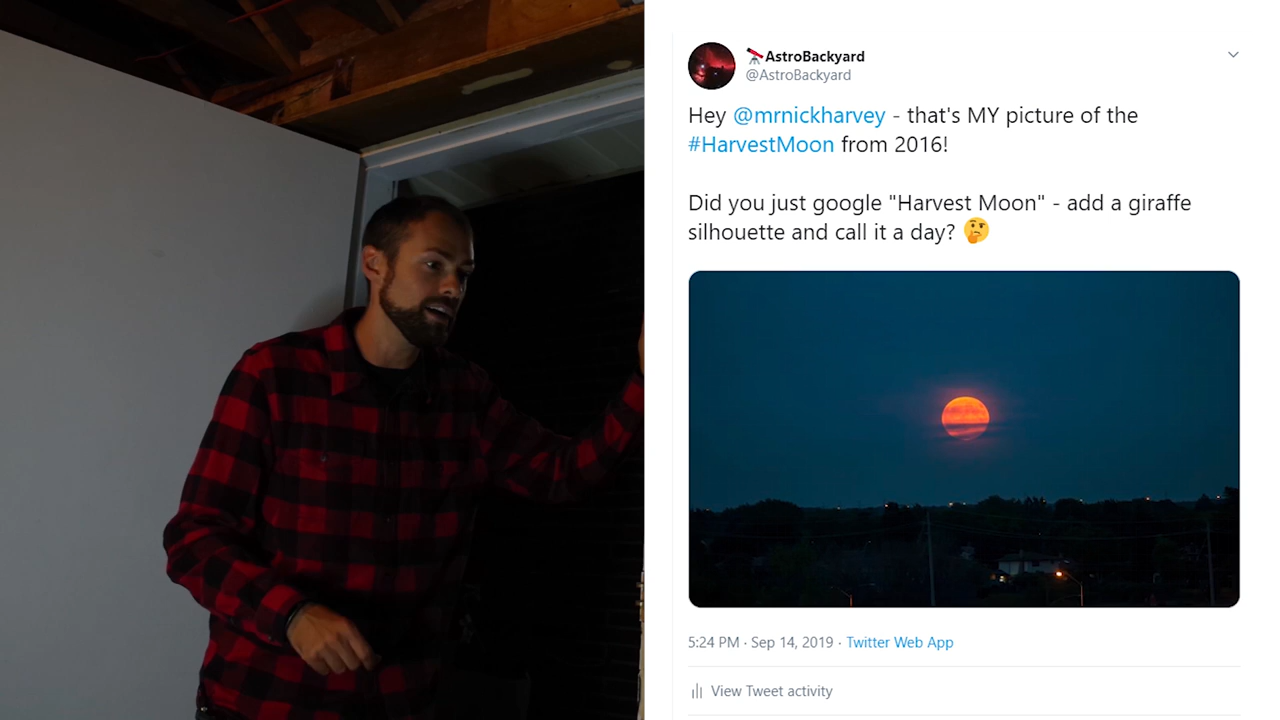 AstroBackyard
@AstroBackyard
Hey @mrnickharvey - that's MY picture of the
#HarvestMoon from 2016!
Did you just google "Harvest Moon" - add a giraffe
silhouette and call it a day? 🤔
5:24 PM · Sep 14, 2019 · Twitter Web App
View Tweet activity